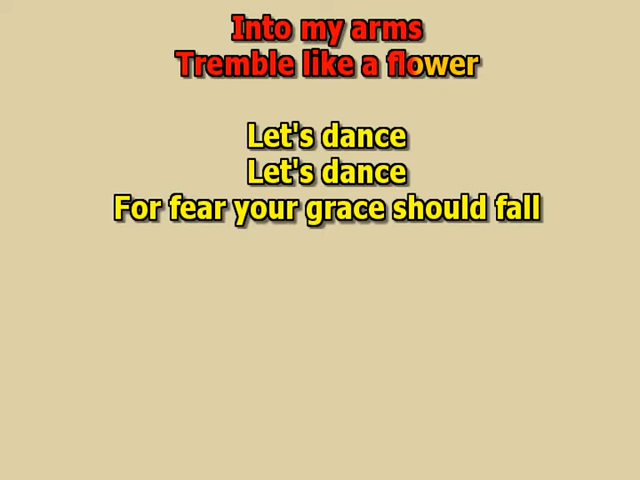 Into my arms
Tremble like a flower
Let's dance
Let's dance
For fear your grace should fall